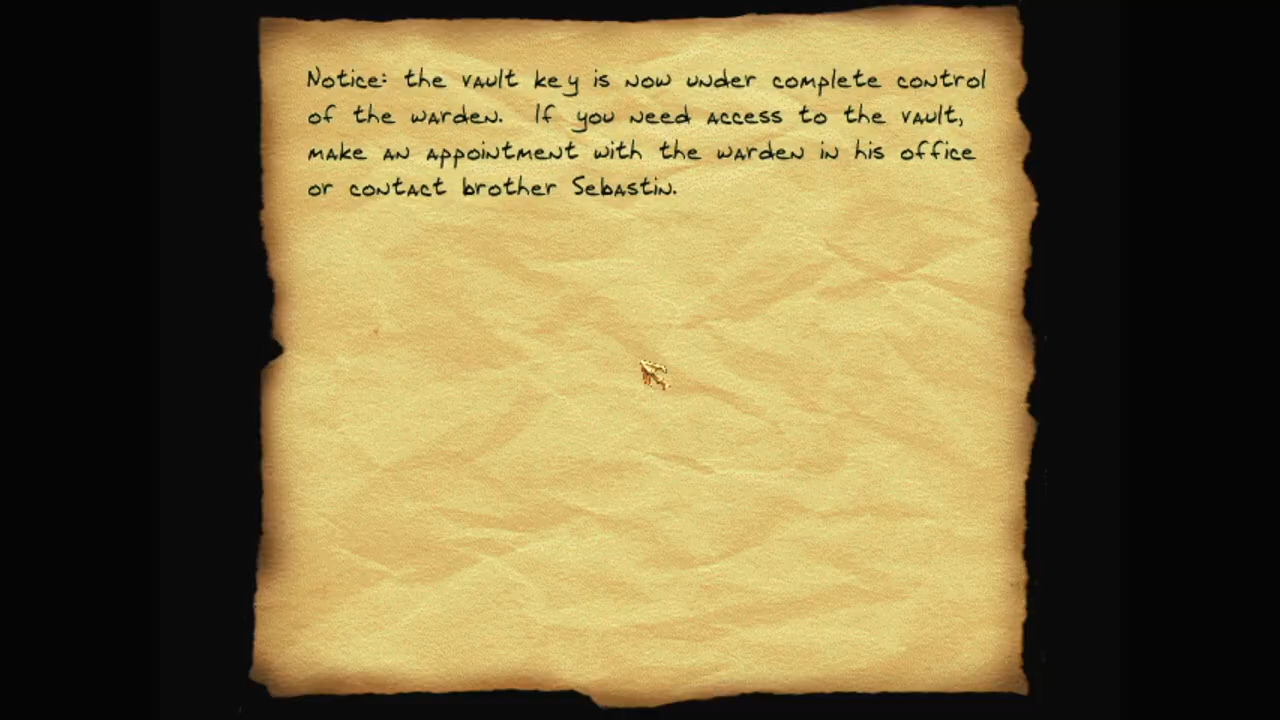 Notice: the vault key is now under complete control
of the warden.  If you need access to the vault,
make an appointment with the warden in his office
or contact brother Sebastin.